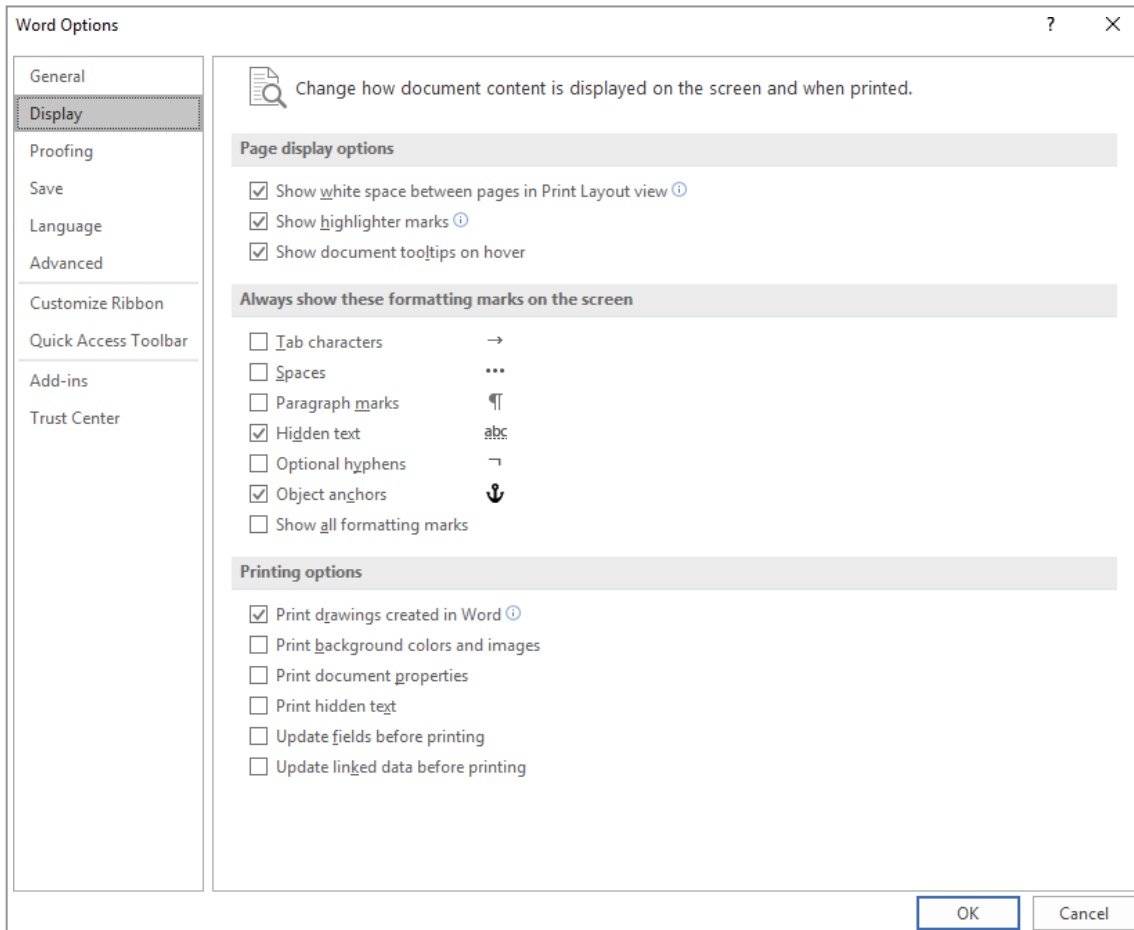 Word Options ?
General
Display
Proofing
Save
Language
Advanced
Customize Ribbon
Quick Access Toolbar
Add-ins
Trust Center
Change how document content is displayed on the screen and when printed.
Page display options
Show white space between pages in Print Layout view
Show highlighter marks
Show document tooltips on hover
Always show these formatting marks on the screen
Tab characters →
Spaces •••
Paragraph marks ¶
Hidden text abc
Optional hyphens ¬
Object anchors
Show all formatting marks
Printing options
Print drawings created in Word
Print background colors and images
Print document properties
Print hidden text
Update fields before printing
Update linked data before printing
OK Cancel